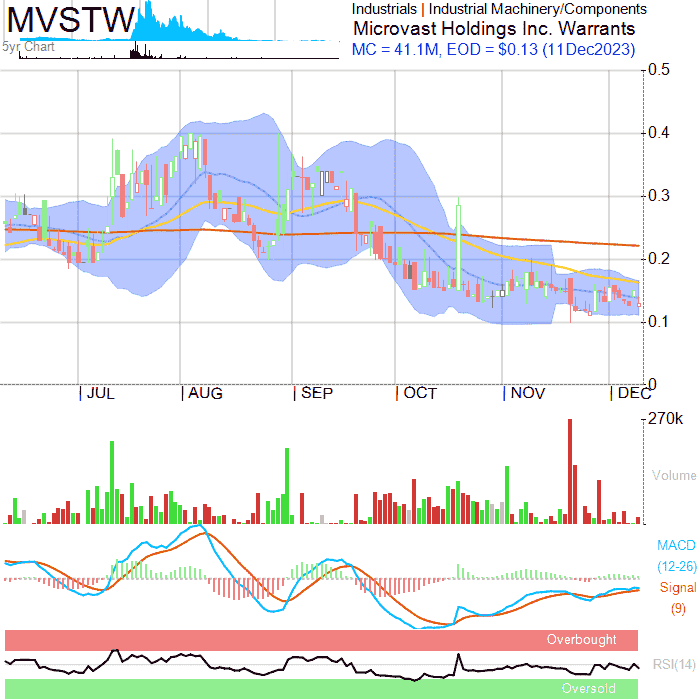 MVSTW
5yr Chart
Industrials | Industrial Machinery/Components
Microvast Holdings Inc. Warrants
MC = 41.1M, EOD = $0.13 (11Dec2023)
0.5
0.4
0.3
0.2
0.1
0
| JUL | AUG | SEP | OCT | NOV | DEC
270k
Volume
MACD
(12-26)
Signal
(9)
Overbought
RSI(14)
Oversold